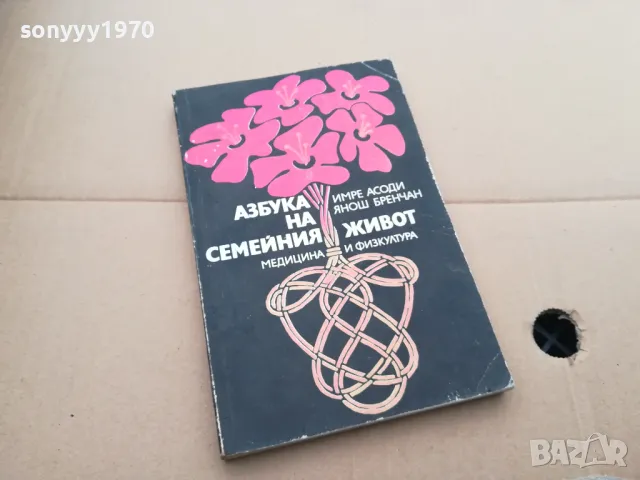 sonyyy1970
ИМРЕ АСОДИ
ЯНОШ БРЕНЧАН
АЗБУКА
НА
СЕМЕЙНИЯ ЖИВОТ
МЕДИЦИНА И ФИЗКУЛТУРА
BAZAR